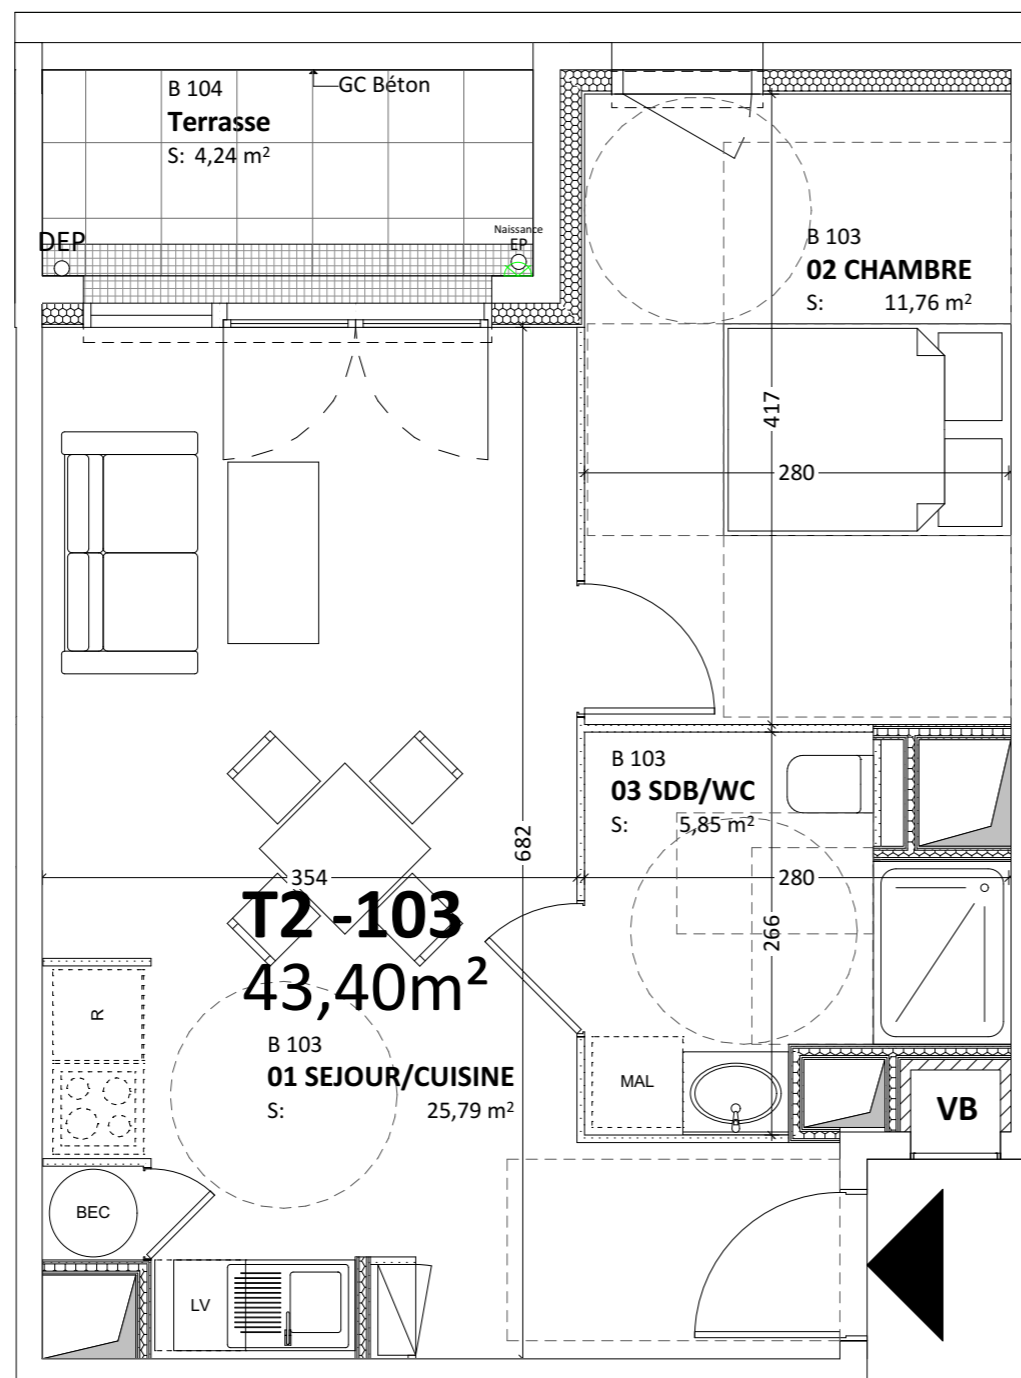 B 104
Terrasse
S: 4,24 m²
GC Béton
DEP
Naissance
EP
B 103
02 CHAMBRE
S: 11,76 m²
417
280
B 103
03 SDB/WC
S: 5,85 m²
682
354
280
266
T2 -103
43,40m²
R
B 103
01 SEJOUR/CUISINE
S: 25,79 m²
MAL
VB
BEC
LV